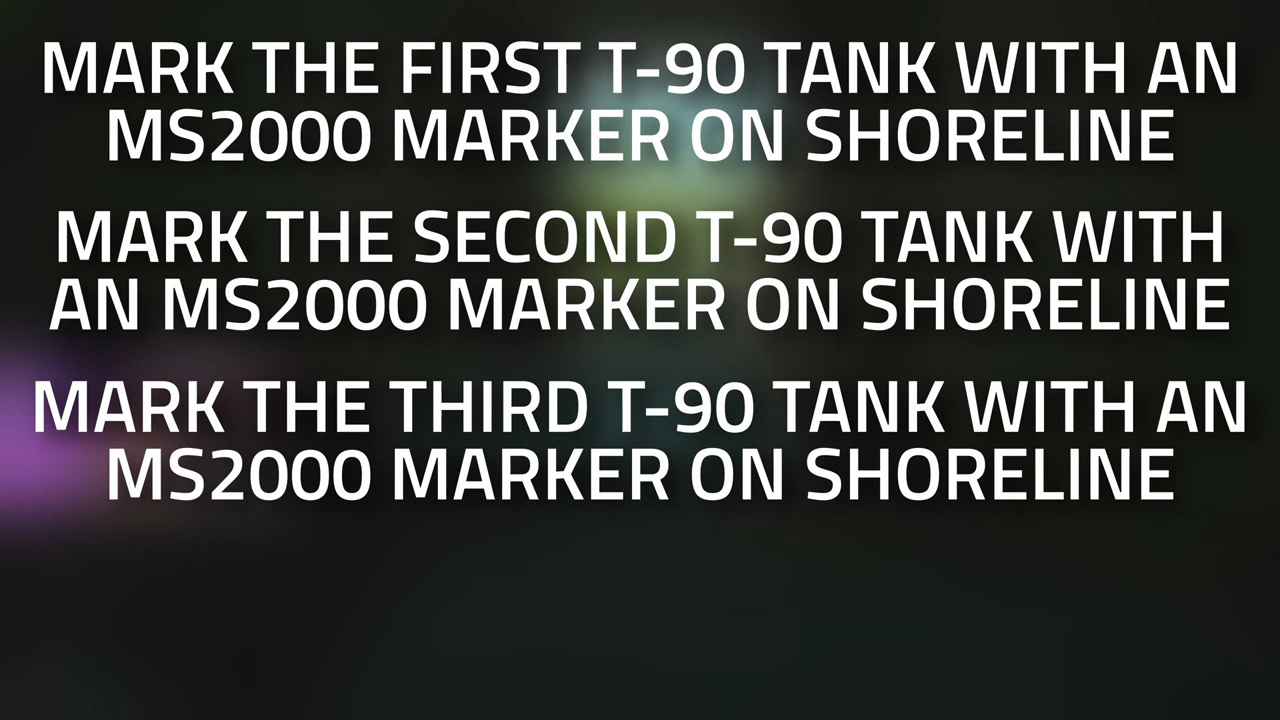 MARK THE FIRST T-90 TANK WITH AN
MS2000 MARKER ON SHORELINE
MARK THE SECOND T-90 TANK WITH
AN MS2000 MARKER ON SHORELINE
MARK THE THIRD T-90 TANK WITH AN
MS2000 MARKER ON SHORELINE